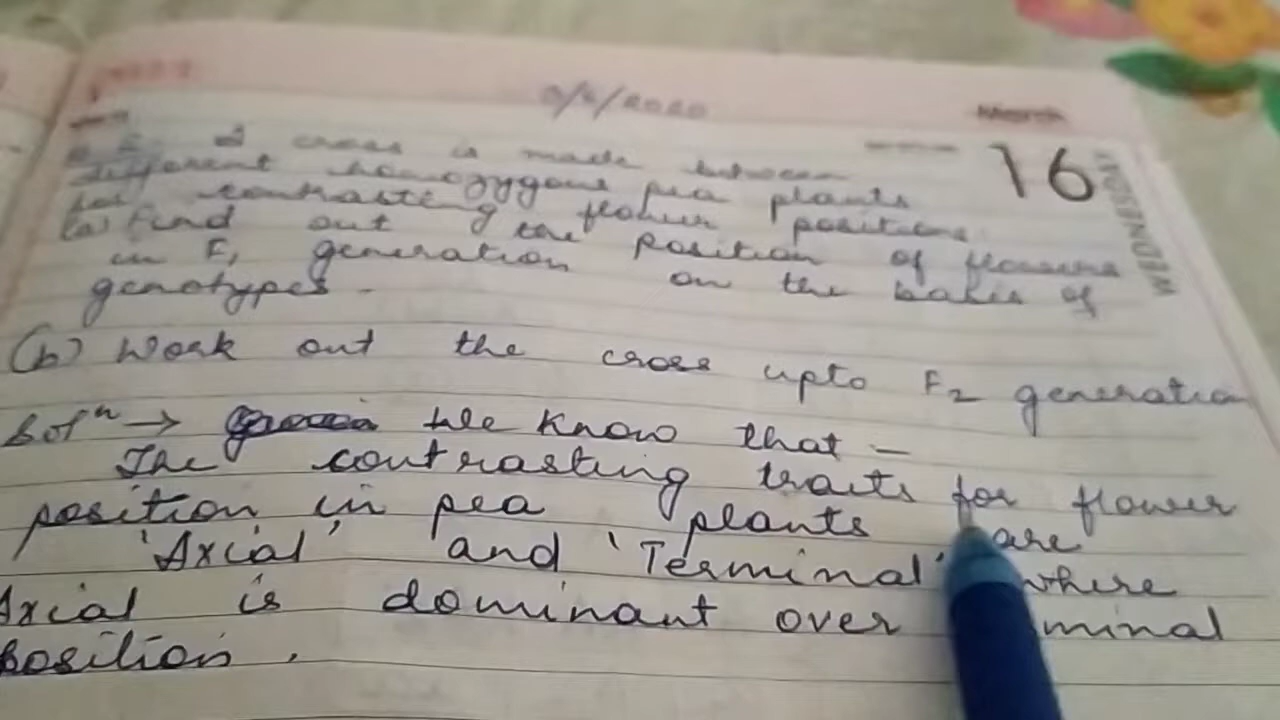 March
16
WEDNESDAY
cross is made between
different homozygous pea plants
for contrasting flower positions
(a) Find out the position of flowers
in F1 generation on the basis of
genotypes.
(b) Work out the cross upto F2 generation
Solⁿ → We know that –
The contrasting traits for flower
position in pea plants are
'Axial' and 'Terminal' where
Axial is dominant over minal
position.